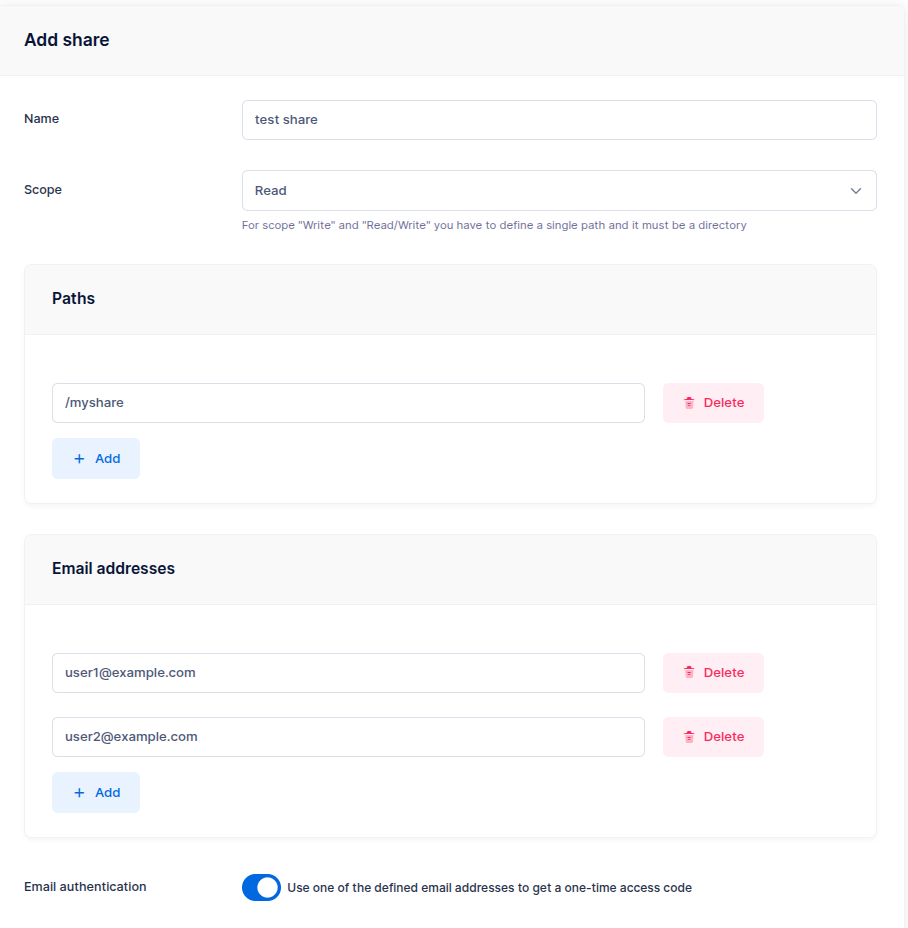 Add share
Name
test share
Scope
Read
For scope "Write" and "Read/Write" you have to define a single path and it must be a directory
Paths
/myshare
Delete
+ Add
Email addresses
user1@example.com
Delete
user2@example.com
Delete
+ Add
Email authentication
Use one of the defined email addresses to get a one-time access code